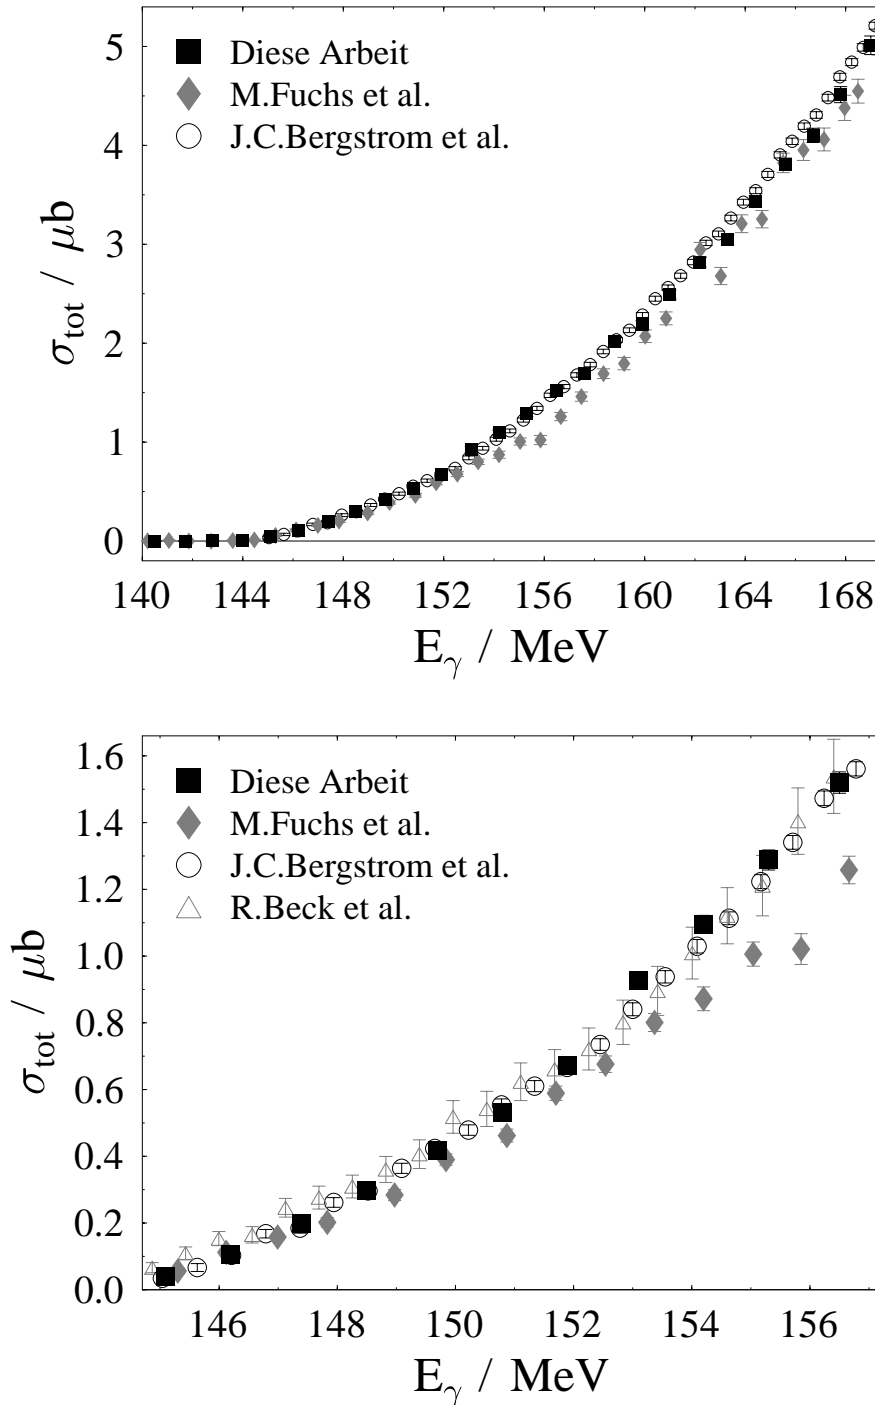 5
4
3
2
1
0
σtot / μb
Diese Arbeit
M.Fuchs et al.
J.C.Bergstrom et al.
140 144 148 152 156 160 164 168
Eγ / MeV
1.6
1.4
1.2
1.0
0.8
0.6
0.4
0.2
0.0
σtot / μb
Diese Arbeit
M.Fuchs et al.
J.C.Bergstrom et al.
R.Beck et al.
146 148 150 152 154 156
Eγ / MeV